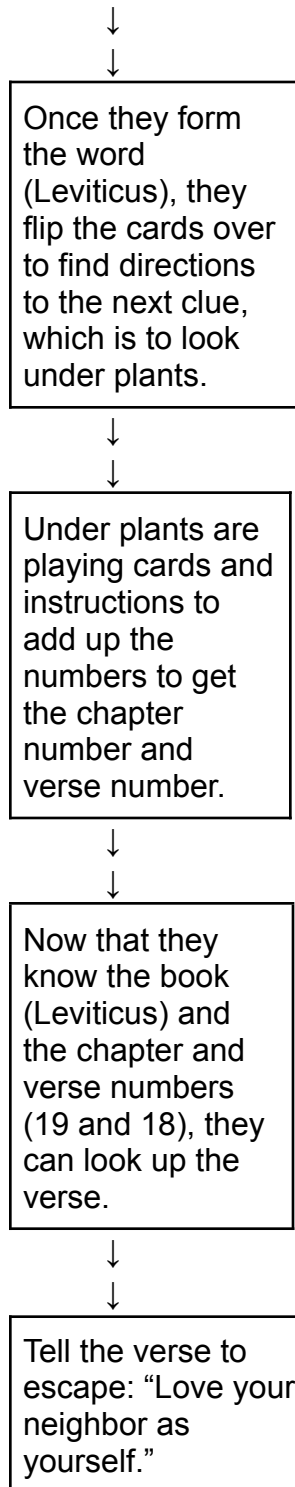 ↓
↓
Once they form
the word
(Leviticus), they
flip the cards over
to find directions
to the next clue,
which is to look
under plants.
↓
↓
Under plants are
playing cards and
instructions to
add up the
numbers to get
the chapter
number and
verse number.
↓
↓
Now that they
know the book
(Leviticus) and
the chapter and
verse numbers
(19 and 18), they
can look up the
verse.
↓
↓
Tell the verse to
escape: “Love your
neighbor as
yourself.”